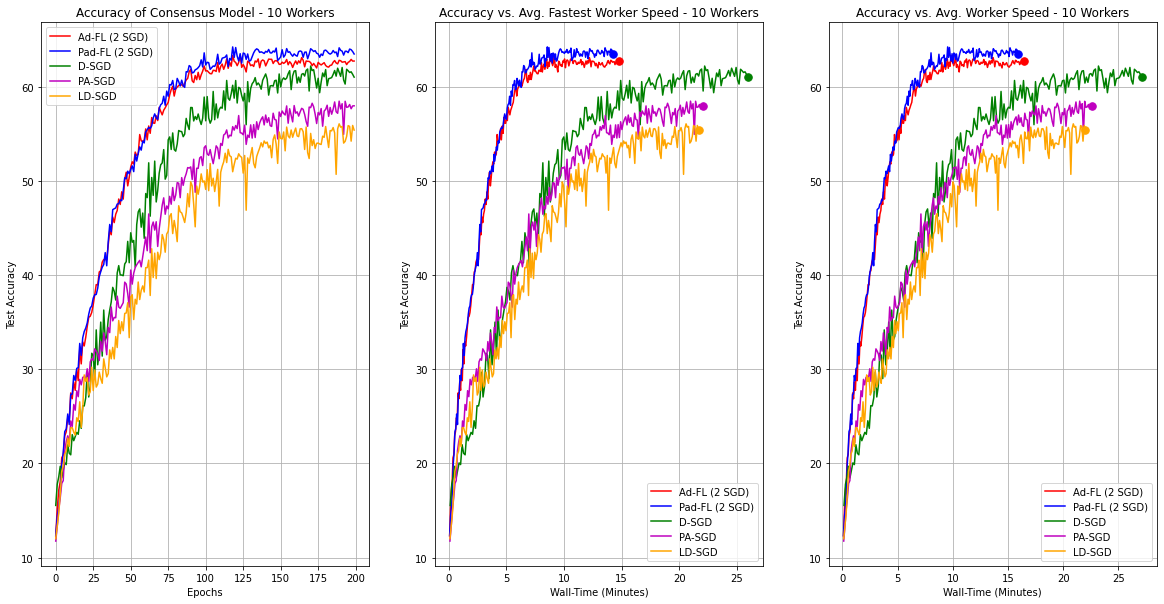 Accuracy of Consensus Model - 10 Workers
Ad-FL (2 SGD)
Pad-FL (2 SGD)
D-SGD
PA-SGD
LD-SGD
Test Accuracy
60
50
40
30
20
10
0
25
50
75
100
125
150
175
200
Epochs
Accuracy vs. Avg. Fastest Worker Speed - 10 Workers
Test Accuracy
60
50
40
30
20
10
Ad-FL (2 SGD)
Pad-FL (2 SGD)
D-SGD
PA-SGD
LD-SGD
0
5
10
15
20
25
Wall-Time (Minutes)
Accuracy vs. Avg. Worker Speed - 10 Workers
Test Accuracy
60
50
40
30
20
10
Ad-FL (2 SGD)
Pad-FL (2 SGD)
D-SGD
PA-SGD
LD-SGD
0
5
10
15
20
25
Wall-Time (Minutes)